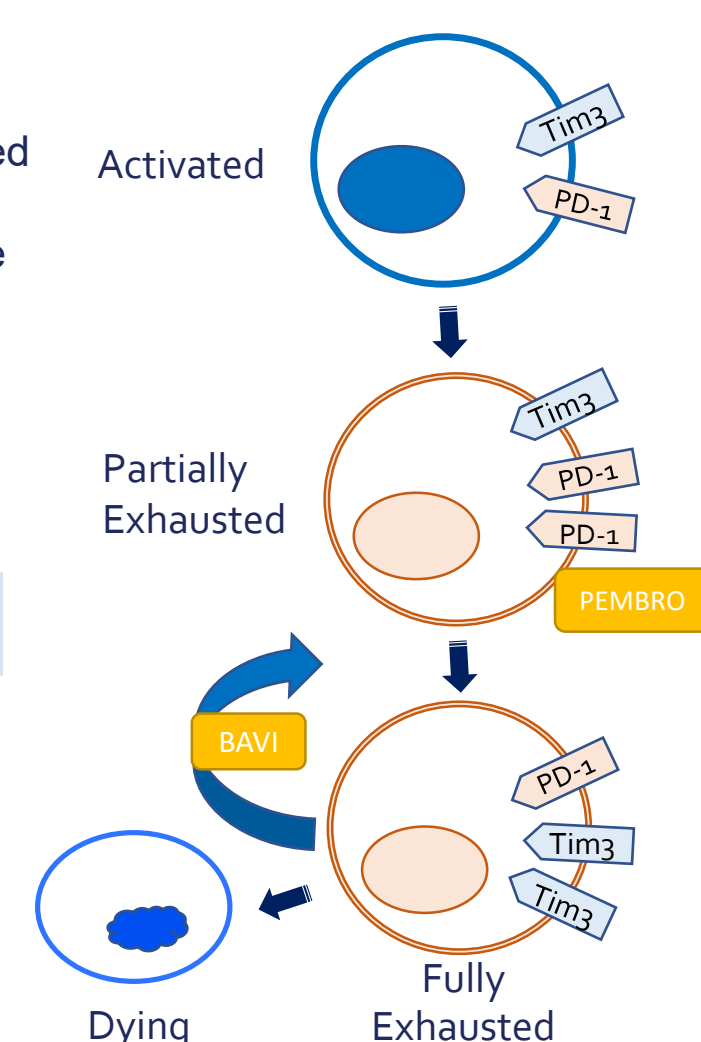 ed
e
Activated
Tim3
PD-1
Partially
Exhausted
Tim3
PD-1
PD-1
PEMBRO
BAVI
PD-1
Tim3
Tim3
Fully
Exhausted
Dying